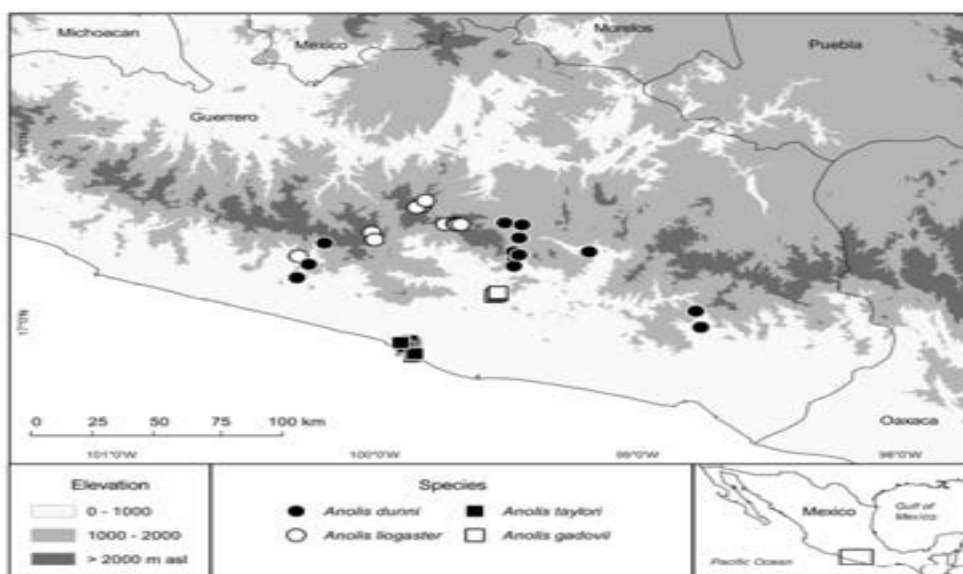 Michoacan
Mexico
Morelos
Puebla
Guerrero
17°0'N
0 25 50 75 100 km
Oaxaca
101°0'W 100°0'W 99°0'W 98°0'W
Elevation
0 - 1000
1000 - 2000
> 2000 m asl
Species
Anolis dunni
Anolis taylori
Anolis liogaster
Anolis gadovii
Mexico
Gulf of
Mexico
Pacific Ocean